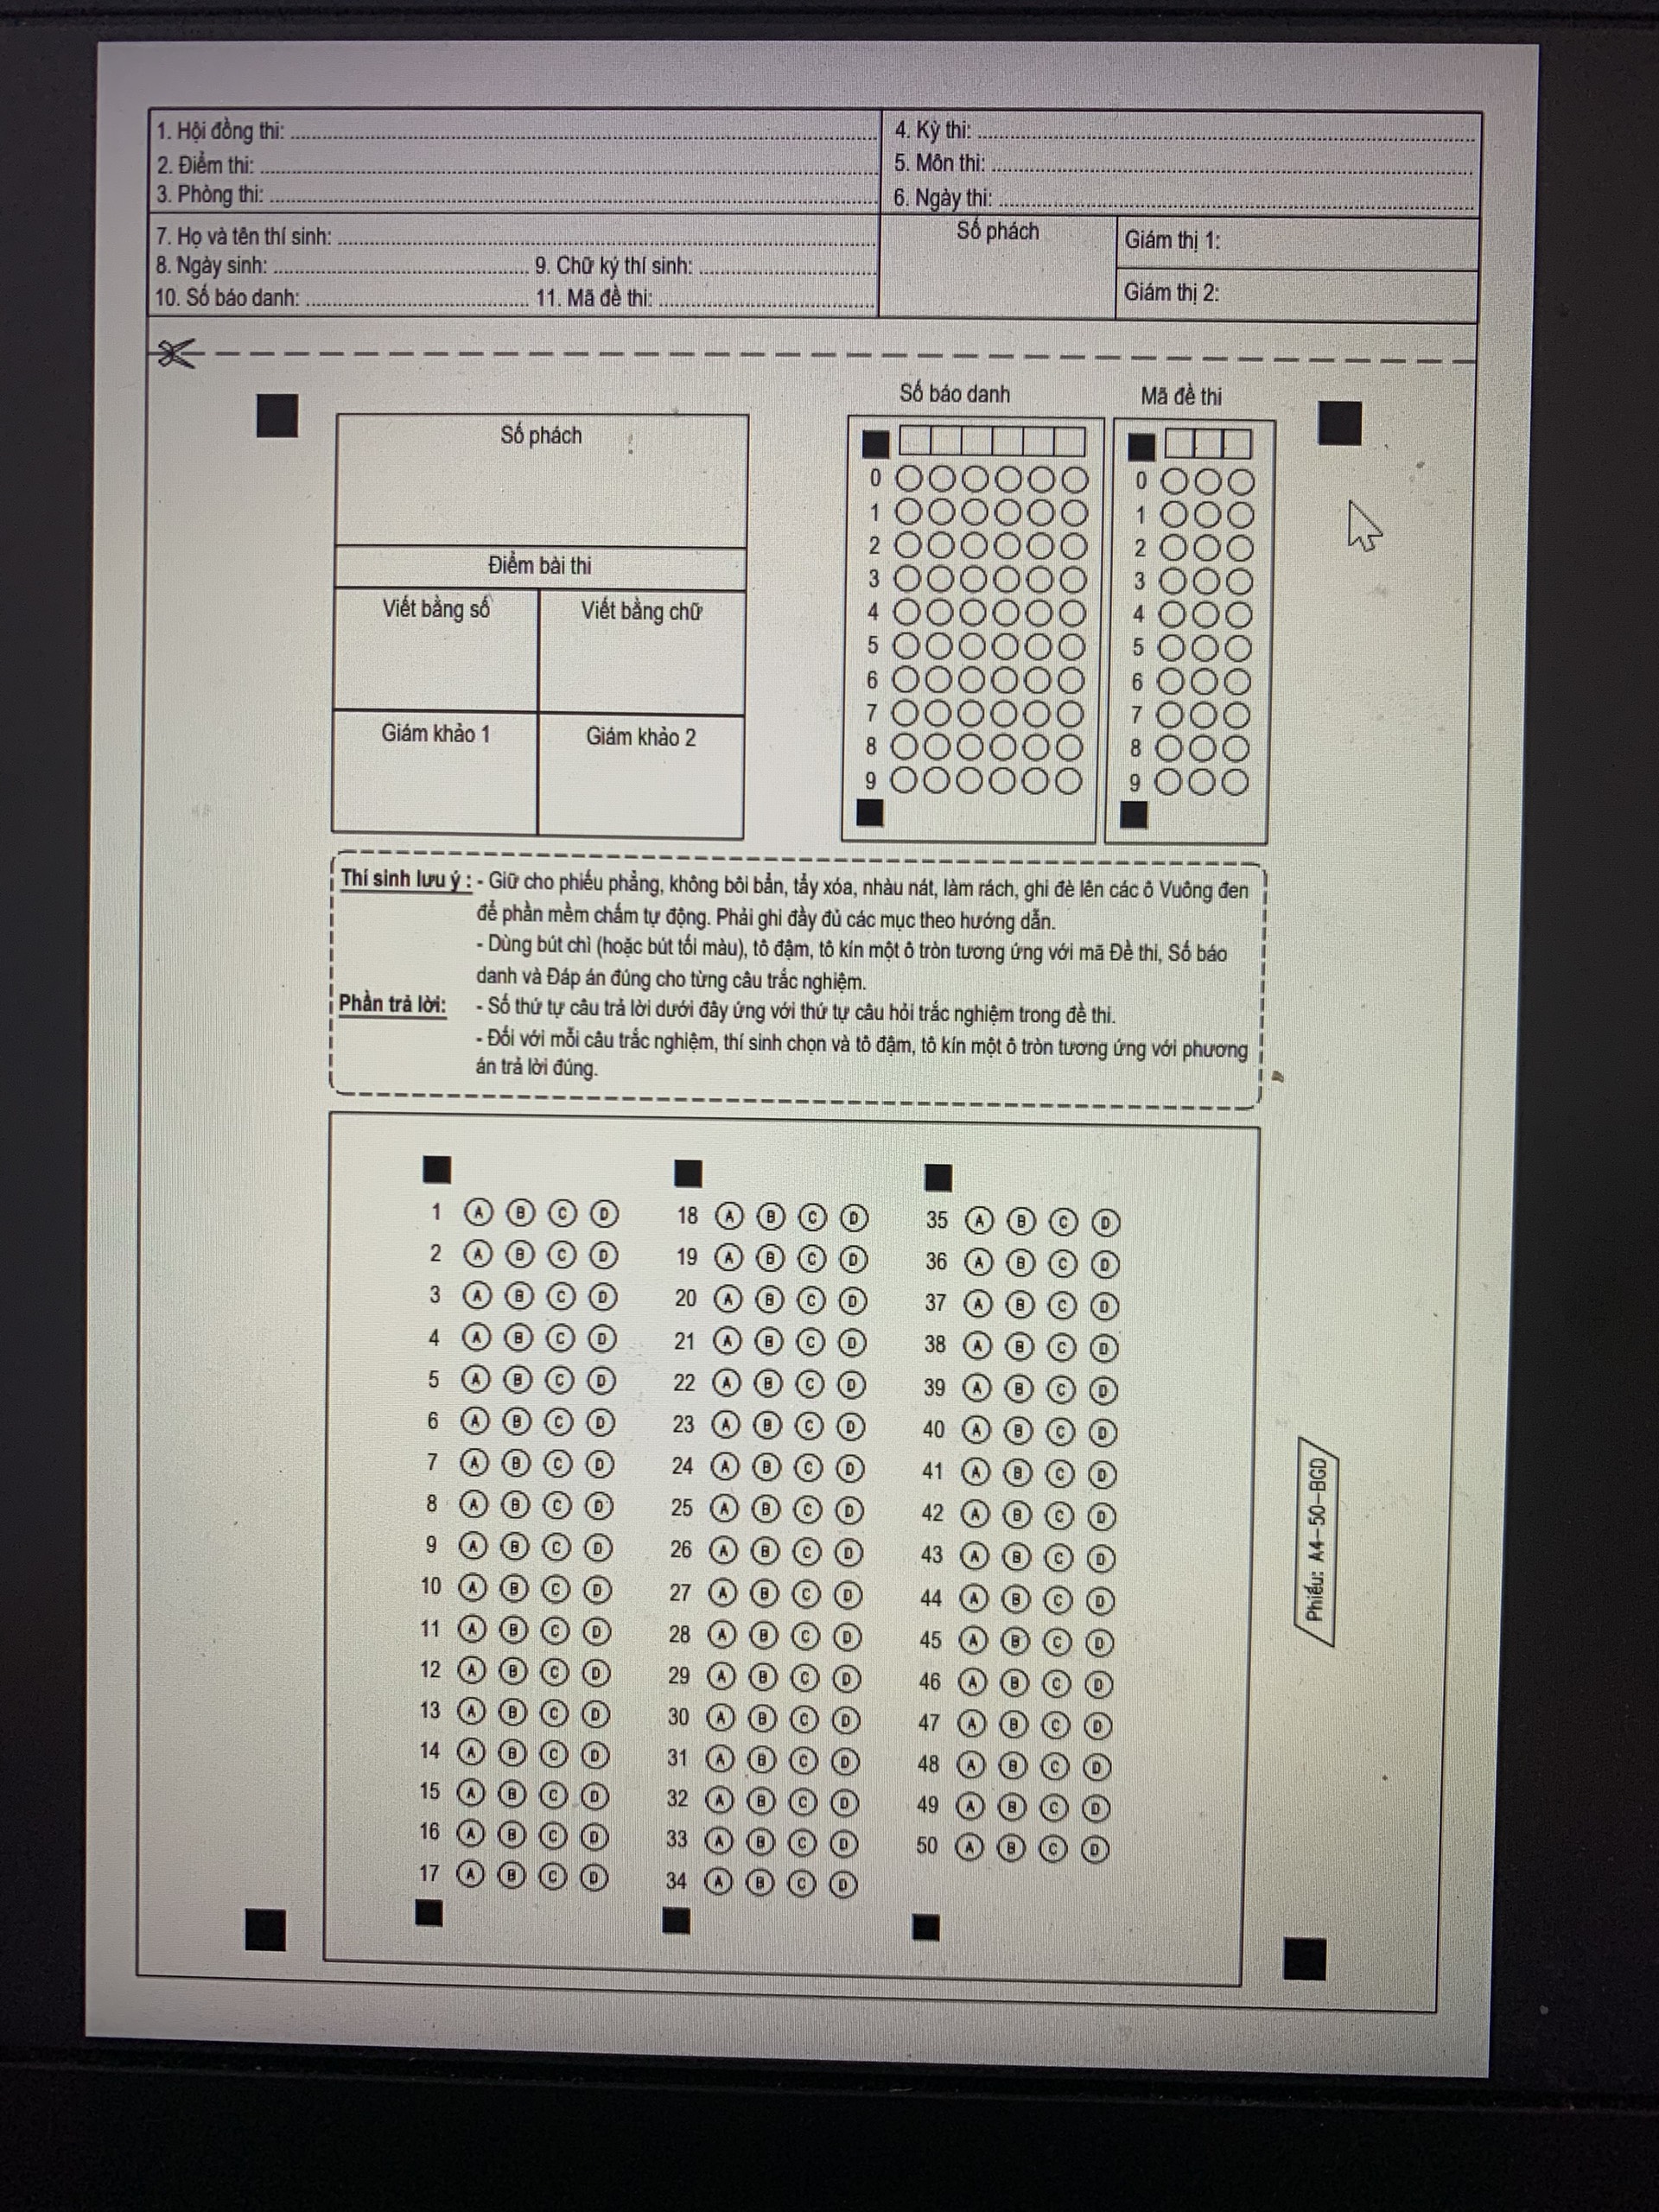 1. Hội đồng thi:
2. Điểm thi:
3. Phòng thi:
4. Kỳ thi:
5. Môn thi:
6. Ngày thi:
7. Họ và tên thí sinh:
8. Ngày sinh: 9. Chữ ký thí sinh:
10. Số báo danh: 11. Mã đề thi:
Số phách
Giám thị 1:
Giám thị 2:
Số phách
Điểm bài thi
Viết bằng số Viết bằng chữ
Giám khảo 1 Giám khảo 2
Số báo danh
0
1
2
3
4
5
6
7
8
9
Mã đề thi
0
1
2
3
4
5
6
7
8
9
Thí sinh lưu ý : - Giữ cho phiếu phẳng, không bôi bẩn, tẩy xóa, nhàu nát, làm rách, ghi đè lên các ô Vuông đen
để phần mềm chấm tự động. Phải ghi đầy đủ các mục theo hướng dẫn.
- Dùng bút chì (hoặc bút tối màu), tô đậm, tô kín một ô tròn tương ứng với mã Đề thi, Số báo
danh và Đáp án đúng cho từng câu trắc nghiệm.
Phần trả lời: - Số thứ tự câu trả lời dưới đây ứng với thứ tự câu hỏi trắc nghiệm trong đề thi.
- Đối với mỗi câu trắc nghiệm, thí sinh chọn và tô đậm, tô kín một ô tròn tương ứng với phương
án trả lời đúng.
1 A B C D
2 A B C D
3 A B C D
4 A B C D
5 A B C D
6 A B C D
7 A B C D
8 A B C D
9 A B C D
10 A B C D
11 A B C D
12 A B C D
13 A B C D
14 A B C D
15 A B C D
16 A B C D
17 A B C D
18 A B C D
19 A B C D
20 A B C D
21 A B C D
22 A B C D
23 A B C D
24 A B C D
25 A B C D
26 A B C D
27 A B C D
28 A B C D
29 A B C D
30 A B C D
31 A B C D
32 A B C D
33 A B C D
34 A B C D
35 A B C D
36 A B C D
37 A B C D
38 A B C D
39 A B C D
40 A B C D
41 A B C D
42 A B C D
43 A B C D
44 A B C D
45 A B C D
46 A B C D
47 A B C D
48 A B C D
49 A B C D
50 A B C D
Phiếu: A4-50-BGD